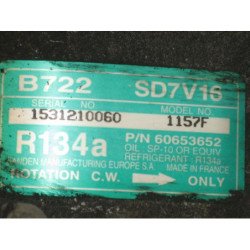 B722 SD7V16
SERIAL NO. MODEL NO.
1531210060 1157F
R134a P/N 60653652
OIL SP-10 OR EQUIV
REFRIGERANT : R134a
SANDEN MANUFACTURING EUROPE S.A. MADE IN FRANCE
ROTATION C.W. ONLY